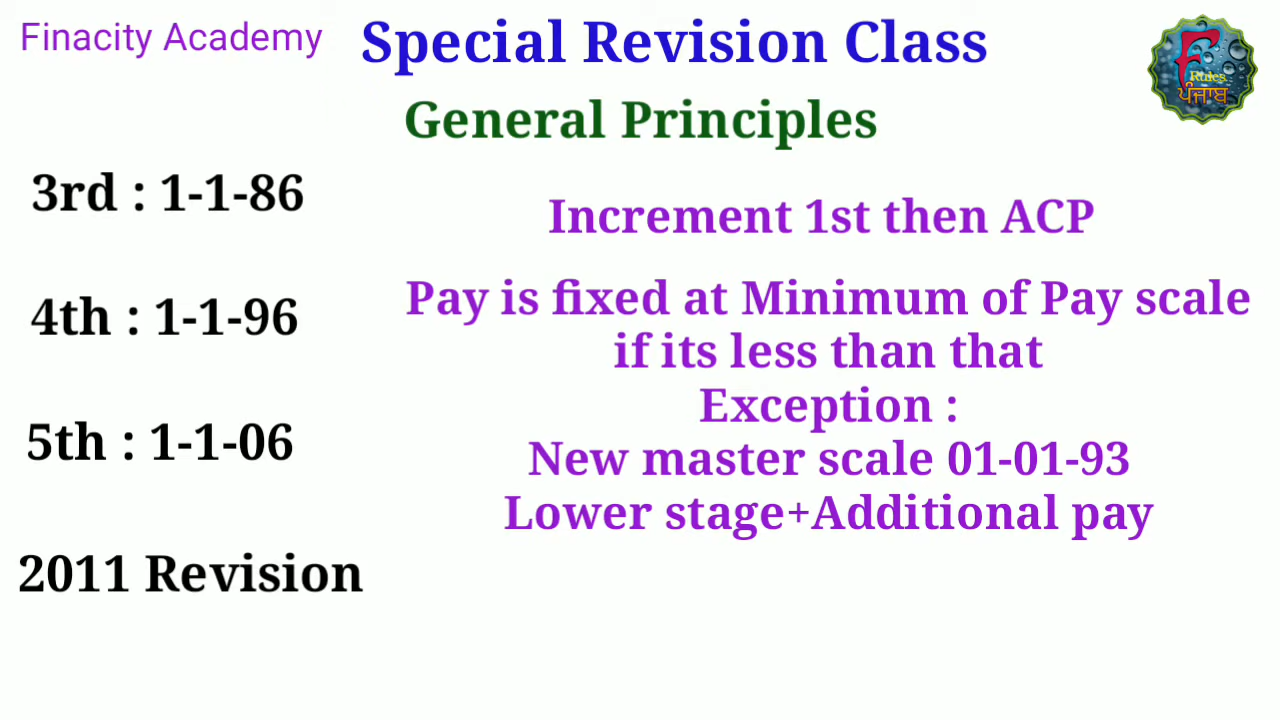 Finacity Academy
Special Revision Class
F
Rules
ਪੰਜਾਬ
General Principles
3rd : 1-1-86
Increment 1st then ACP
4th : 1-1-96
Pay is fixed at Minimum of Pay scale
if its less than that
Exception :
5th : 1-1-06
New master scale 01-01-93
Lower stage+Additional pay
2011 Revision